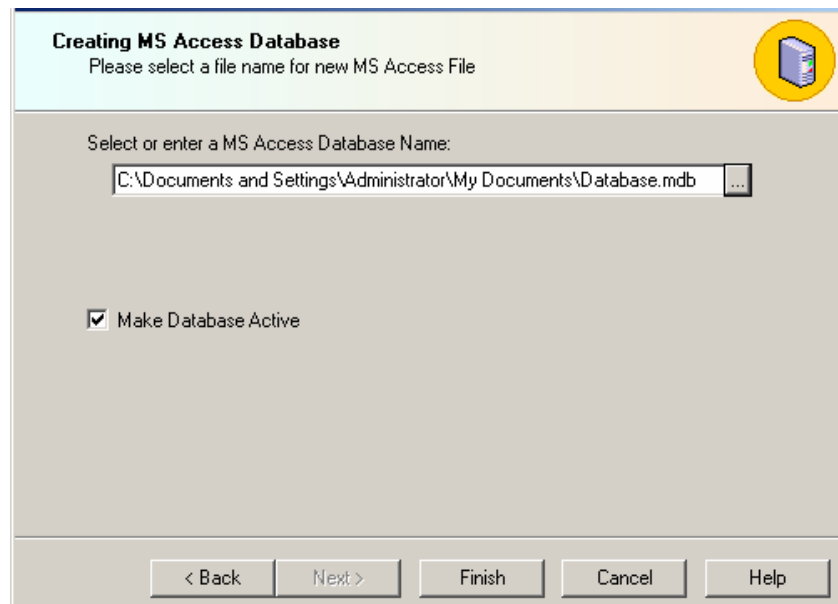 Creating MS Access Database
Please select a file name for new MS Access File
Select or enter a MS Access Database Name:
C:\Documents and Settings\Administrator\My Documents\Database.mdb ...
Make Database Active
< Back Next > Finish Cancel Help